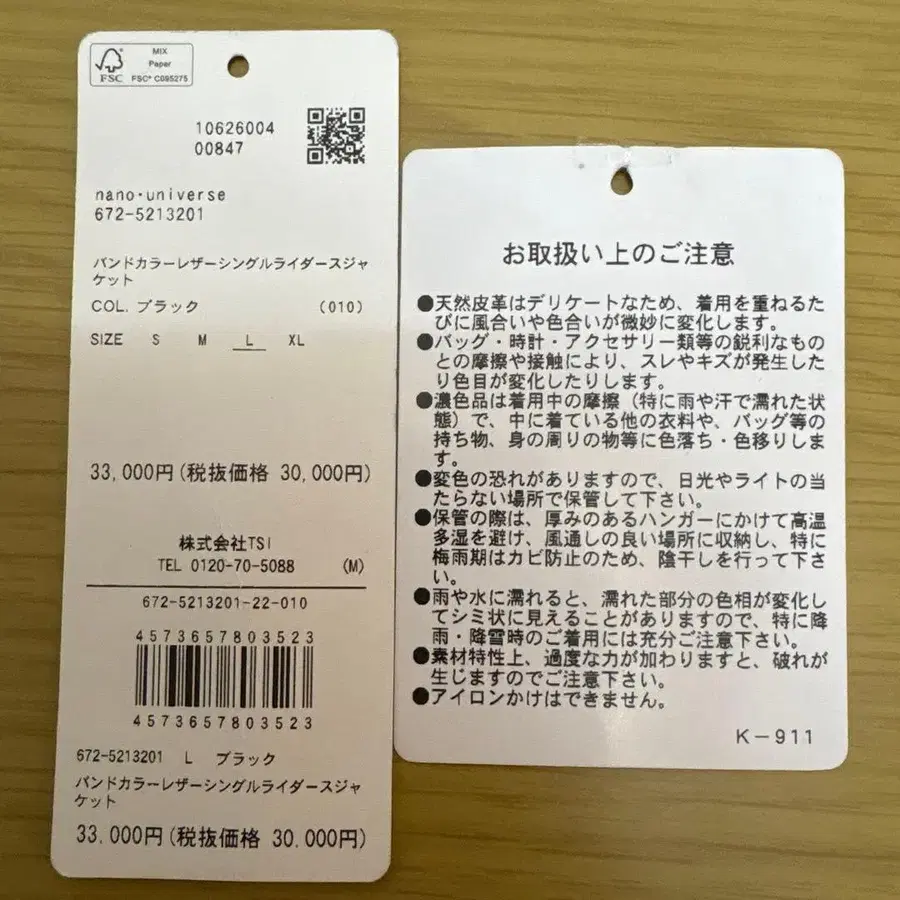 MIX
Paper
FSC
FSC® C095275
10626004
00847
nano・universe
672-5213201
バンドカラーレザーシングルライダースジャ
ケット
COL. ブラック (010)
SIZE S M L XL
33,000円(税抜価格 30,000円)
株式会社TSI
TEL 0120-70-5088 (M)
672-5213201-22-010
4573657803523
4573657803523
672-5213201 L ブラック
バンドカラーレザーシングルライダースジャ
ケット
33,000円(税抜価格 30,000円)
お取扱い上のご注意
●天然皮革はデリケートなため、着用を重ねるた
びに風合いや色合いが微妙に変化します。
●バッグ・時計・アクセサリー類等の鋭利なもの
との摩擦や接触により、スレやキズが発生した
り色目が変化したりします。
●濃色品は着用中の摩擦（特に雨や汗で濡れた状
態）で、中に着ている他の衣料や、バッグ等の
持ち物、身の周りの物等に色落ち・色移りしま
す。
●変色の恐れがありますので、日光やライトの当
たらない場所で保管して下さい。
●保管の際は、厚みのあるハンガーにかけて高温
多湿を避け、風通しの良い場所に収納し、特に
梅雨期はカビ防止のため、陰干しを行って下さ
い。
●雨や水に濡れると、濡れた部分の色相が変化し
てシミ状に見えることがありますので、特に降
雨・降雪時のご着用には充分ご注意下さい。
●素材特性上、過度な力が加わりますと、破れが
生じますのでご注意下さい。
●アイロンかけはできません。
K-911